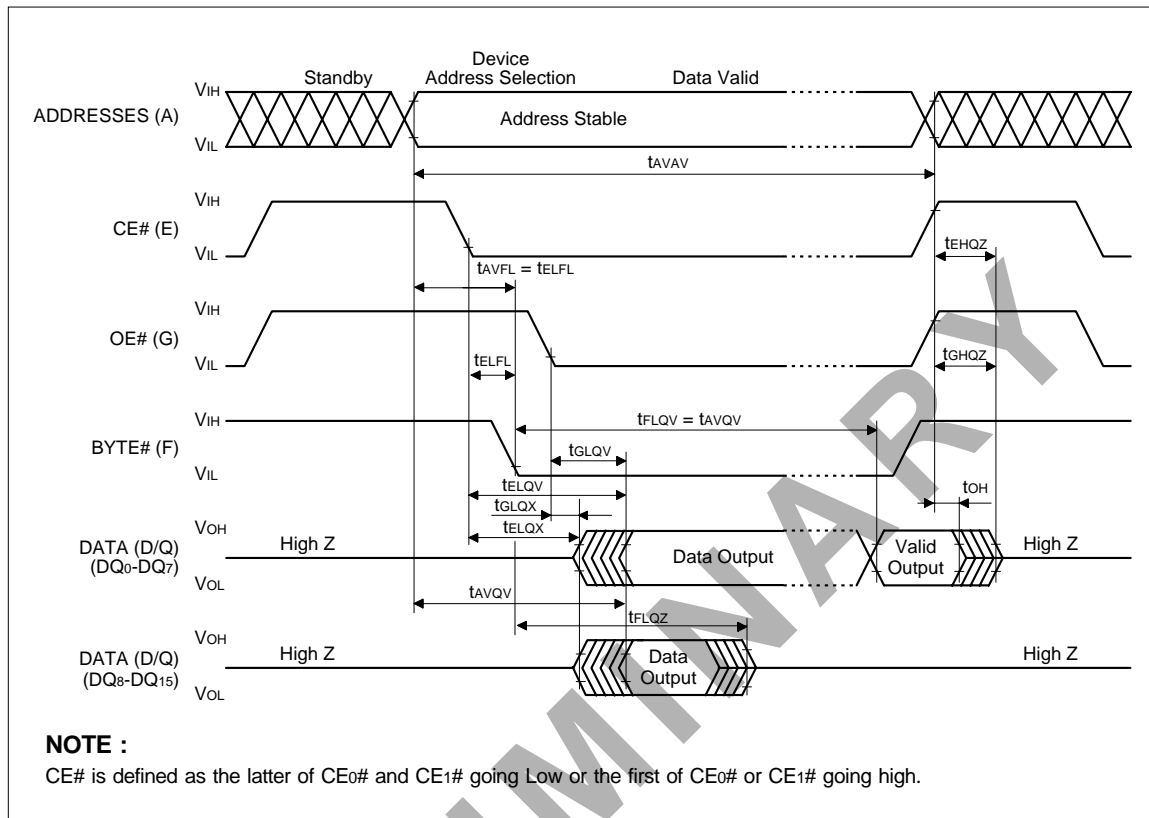 Standby
Device
Address Selection
Data Valid
ADDRESSES (A)
VIH
VIL
Address Stable
tAVAV
CE# (E)
VIH
VIL
tEHQZ
tAVFL = tELFL
OE# (G)
VIH
VIL
tELFL
tGHQZ
BYTE# (F)
VIH
VIL
tFLQV = tAVQV
tGLQV
tELQV
tGLQX
tELQX
tOH
DATA (D/Q)
(DQ0-DQ7)
VOH
VOL
High Z
Data Output
Valid
Output
High Z
tAVQV
tFLQZ
DATA (D/Q)
(DQ8-DQ15)
VOH
VOL
High Z
Data
Output
High Z
NOTE :
CE# is defined as the latter of CE0# and CE1# going Low or the first of CE0# or CE1# going high.
IMINARY